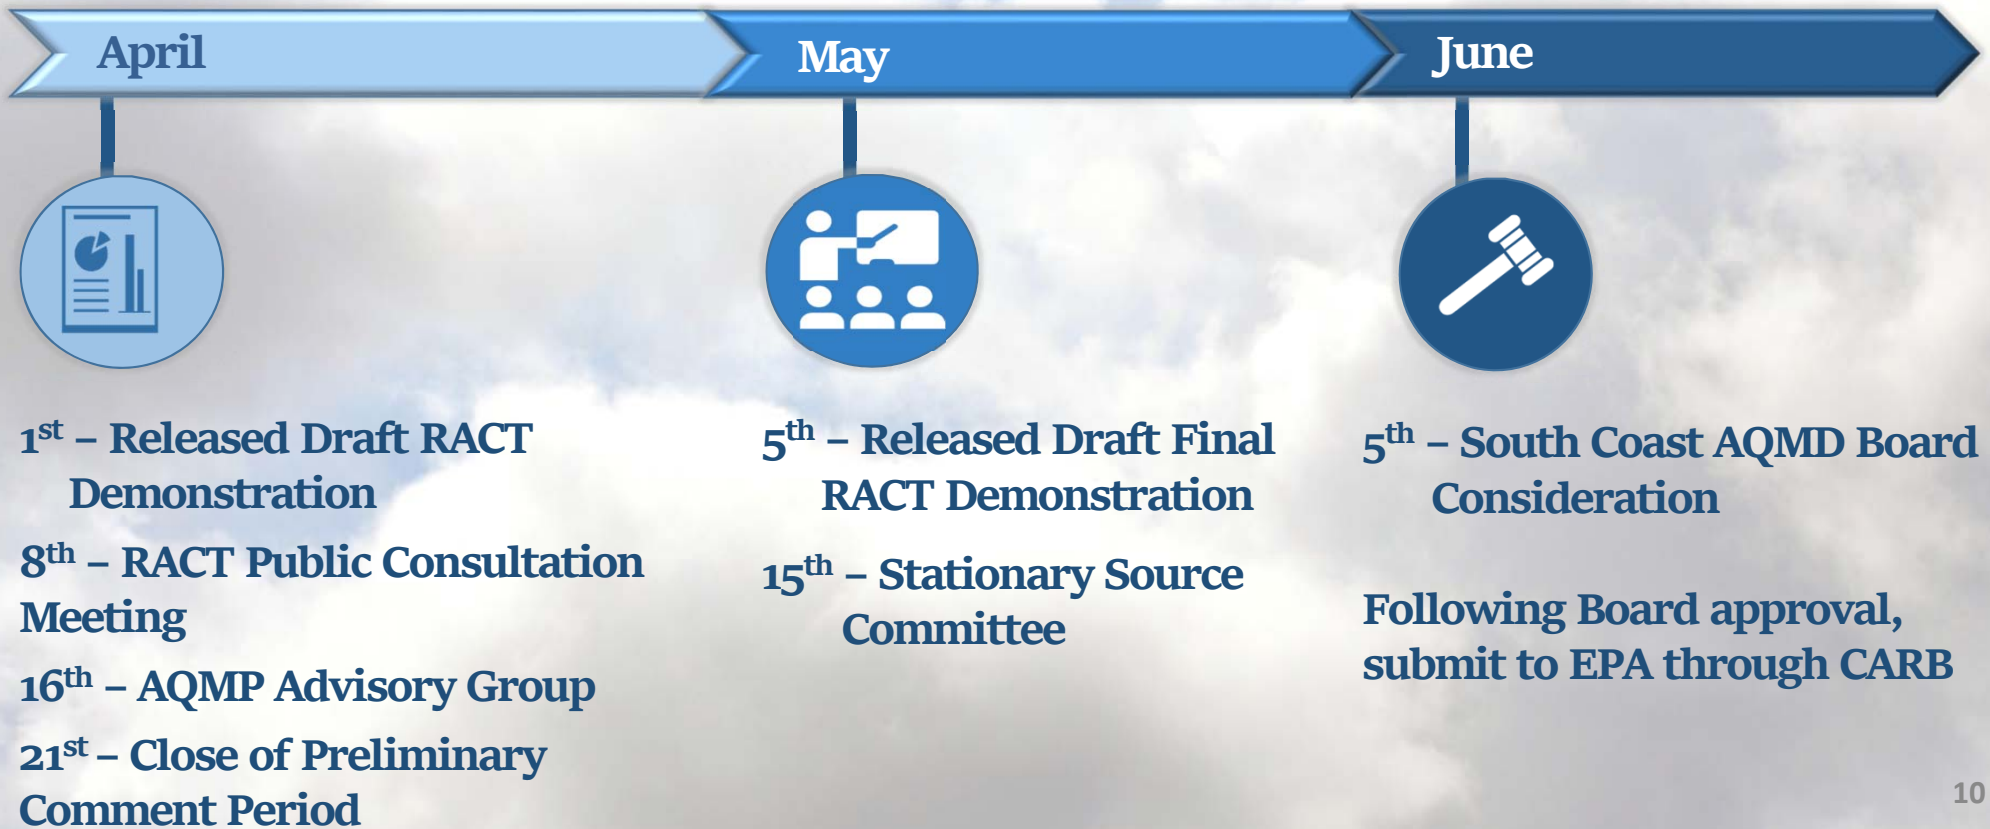 April
May
June
1st – Released Draft RACT
Demonstration
8th – RACT Public Consultation
Meeting
16th – AQMP Advisory Group
21st – Close of Preliminary
Comment Period
5th – Released Draft Final
RACT Demonstration
15th – Stationary Source
Committee
5th – South Coast AQMD Board
Consideration
Following Board approval,
submit to EPA through CARB
10